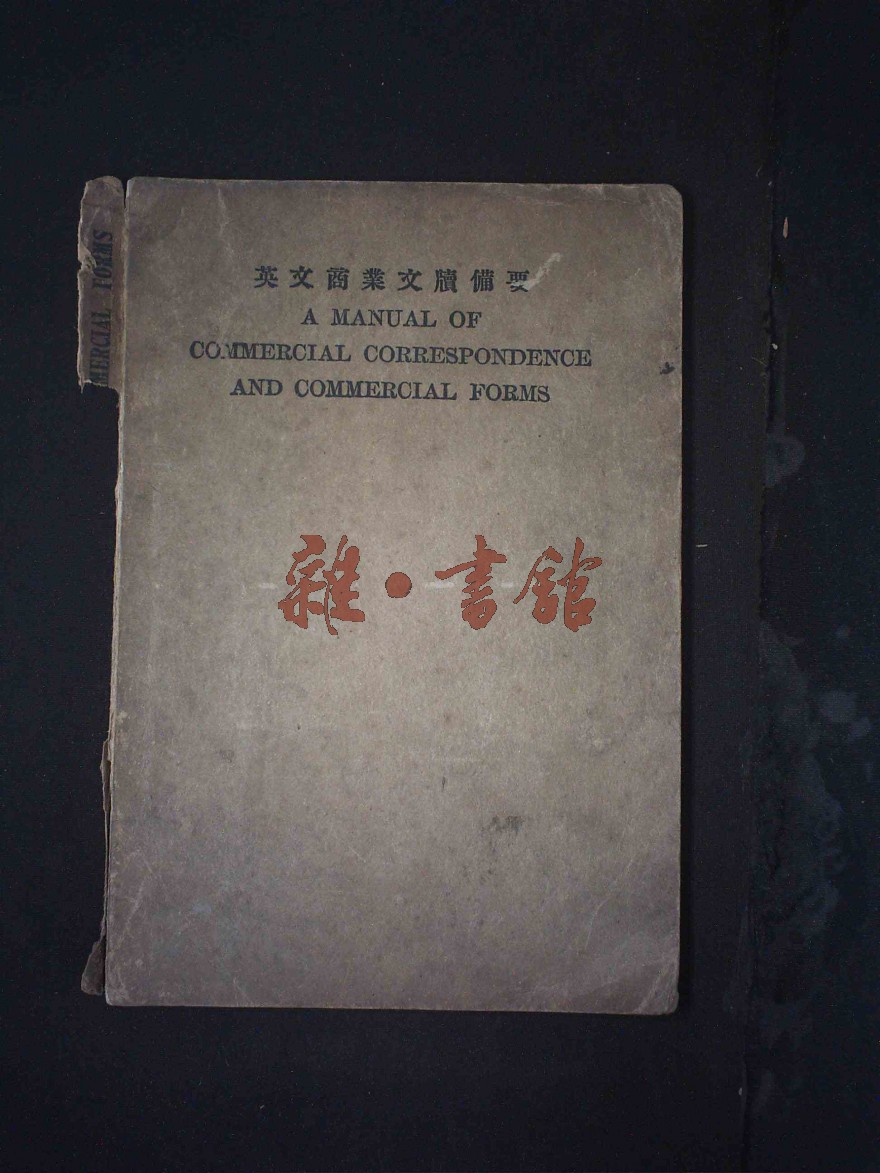 英文商業文牘備要
A MANUAL OF
COMMERCIAL CORRESPONDENCE
AND COMMERCIAL FORMS
MERCIAL FORMS
雜·書館